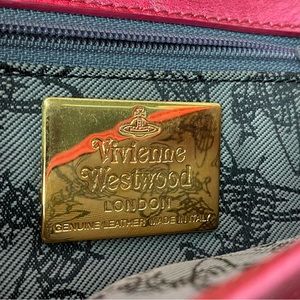 Vivienne
Westwood
LONDON
GENUINE LEATHER MADE IN ITALY